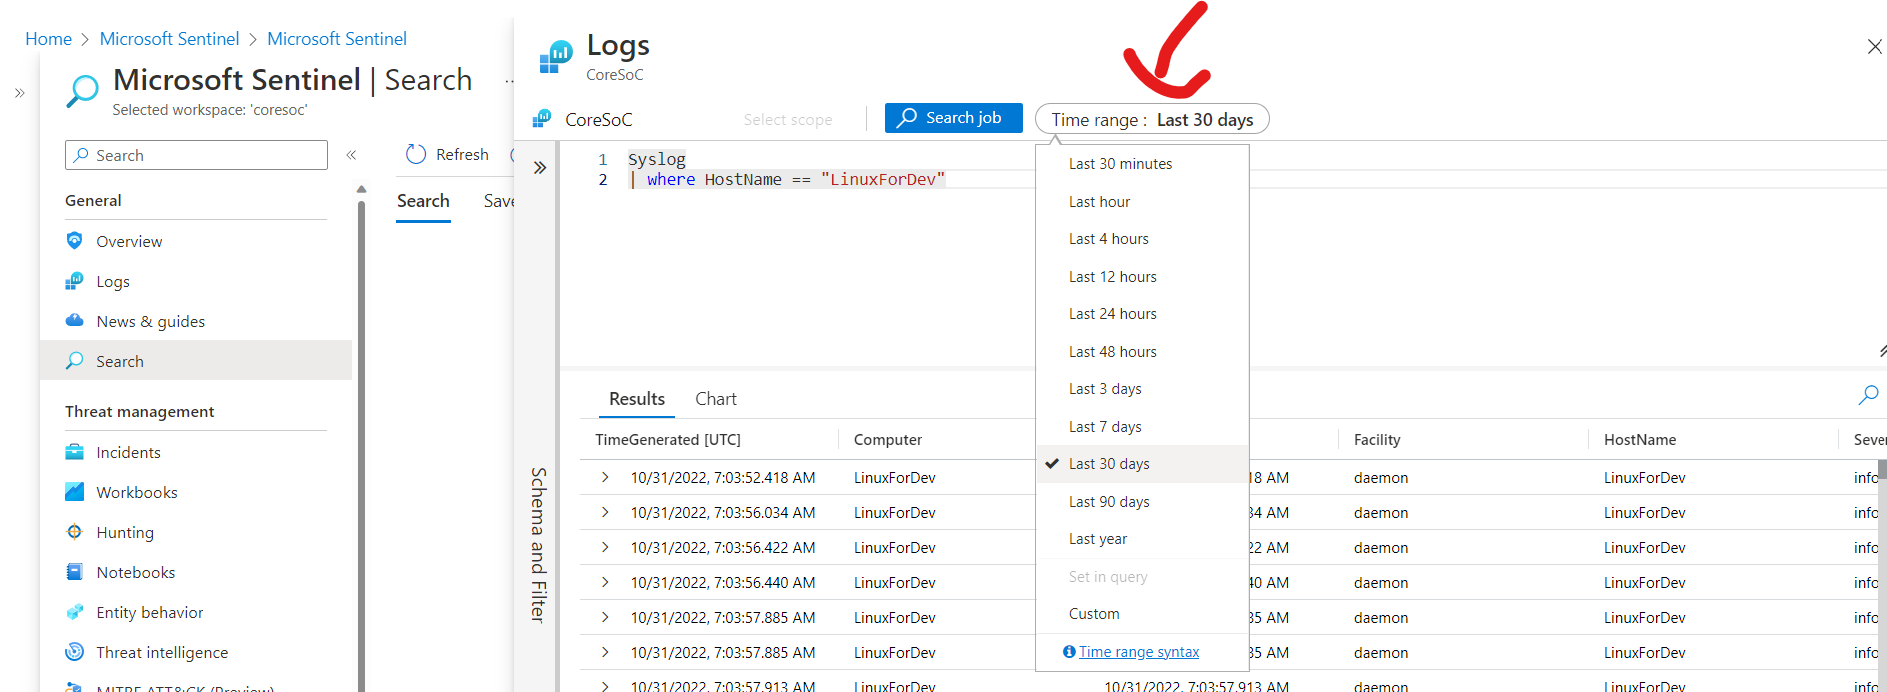 Home > Microsoft Sentinel > Microsoft Sentinel
Microsoft Sentinel | Search
Selected workspace: 'coresoc'
Search
Refresh
Search
Save
General
Overview
Logs
News & guides
Search
Threat management
Incidents
Workbooks
Hunting
Notebooks
Entity behavior
Threat intelligence
MITRE ATT&CK (Preview)
Logs
CoreSoC
CoreSoC
Select scope
Search job
Time range : Last 30 days
1 Syslog
2 | where HostName == "LinuxForDev"
Last 30 minutes
Last hour
Last 4 hours
Last 12 hours
Last 24 hours
Last 48 hours
Last 3 days
Last 7 days
Last 30 days
Last 90 days
Last year
Set in query
Custom
Time range syntax
Schema and Filter
Results Chart
TimeGenerated [UTC] Computer Facility HostName Sever
10/31/2022, 7:03:52.418 AM LinuxForDev 18 AM daemon LinuxForDev info
10/31/2022, 7:03:56.034 AM LinuxForDev 34 AM daemon LinuxForDev info
10/31/2022, 7:03:56.422 AM LinuxForDev 22 AM daemon LinuxForDev info
10/31/2022, 7:03:56.440 AM LinuxForDev 40 AM daemon LinuxForDev info
10/31/2022, 7:03:57.885 AM LinuxForDev 85 AM daemon LinuxForDev info
10/31/2022, 7:03:57.885 AM LinuxForDev 85 AM daemon LinuxForDev info
10/31/2022, 7:03:57.913 AM LinuxForDev 10/31/2022, 7:03:57.913 AM daemon LinuxForDev info